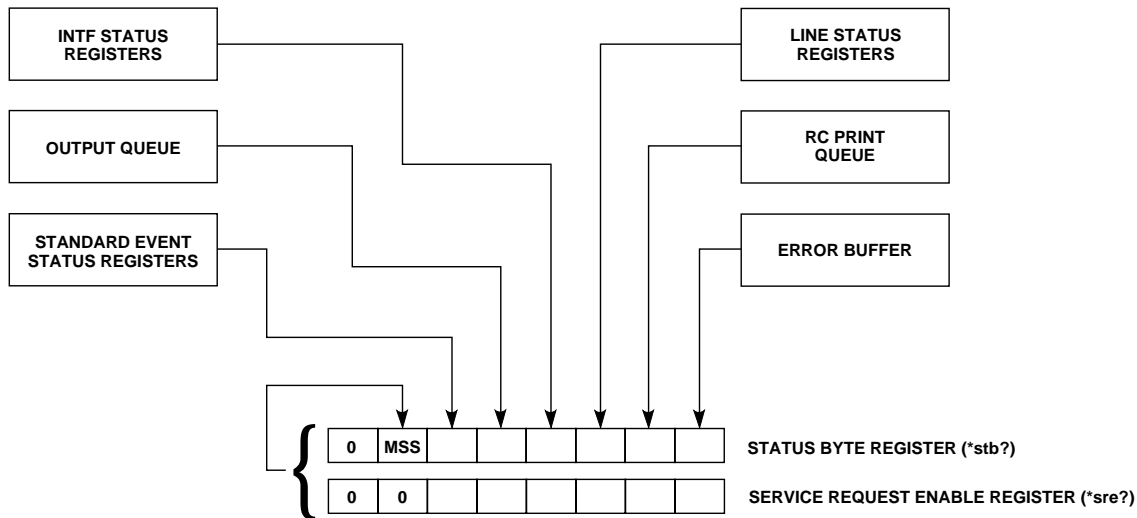 INTF STATUS
REGISTERS
LINE STATUS
REGISTERS
OUTPUT QUEUE
RC PRINT
QUEUE
STANDARD EVENT
STATUS REGISTERS
ERROR BUFFER
0 MSS
STATUS BYTE REGISTER (*stb?)
0 0
SERVICE REQUEST ENABLE REGISTER (*sre?)